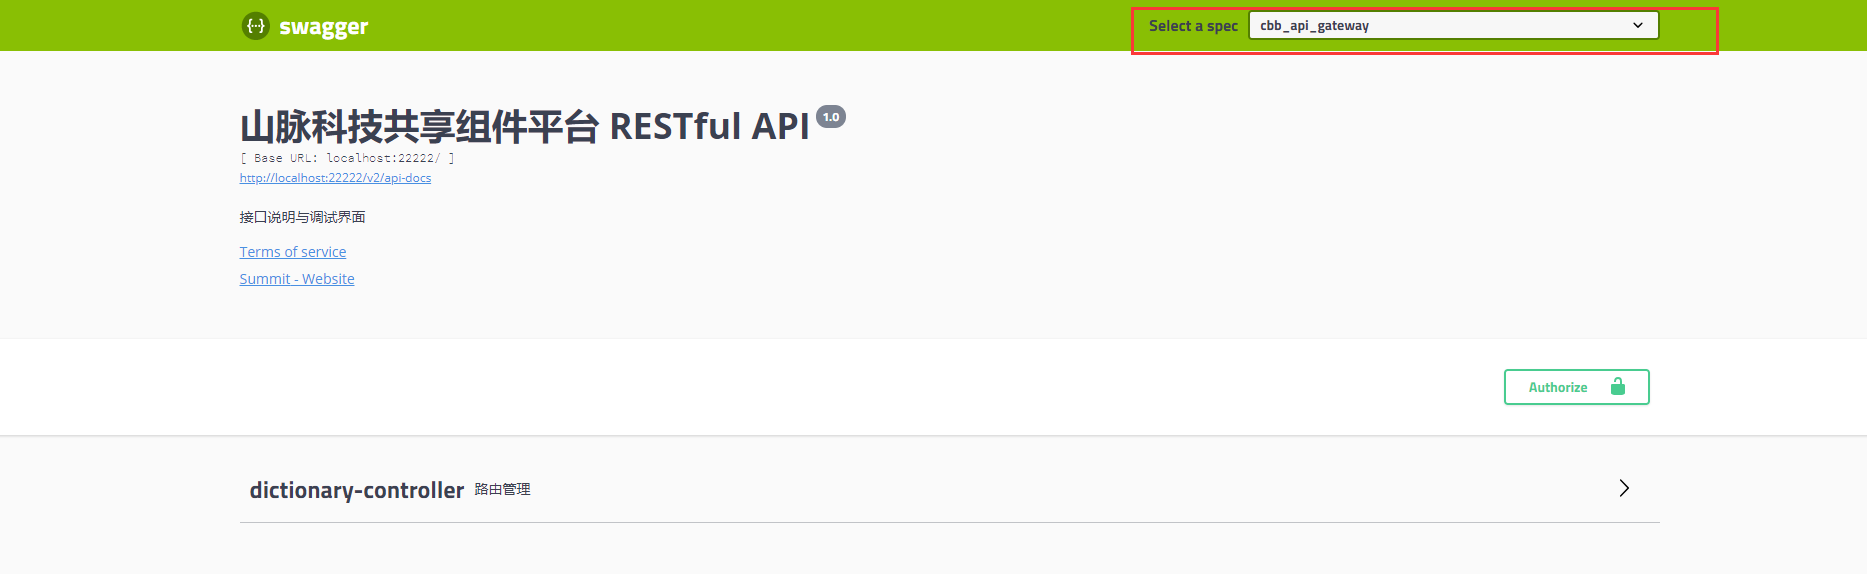 {···} swagger
Select a spec cbb_api_gateway
山脉科技共享组件平台 RESTful API 1.0
[ Base URL: localhost:22222/ ]
http://localhost:22222/v2/api-docs
接口说明与调试界面
Terms of service
Summit - Website
Authorize
dictionary-controller 路由管理